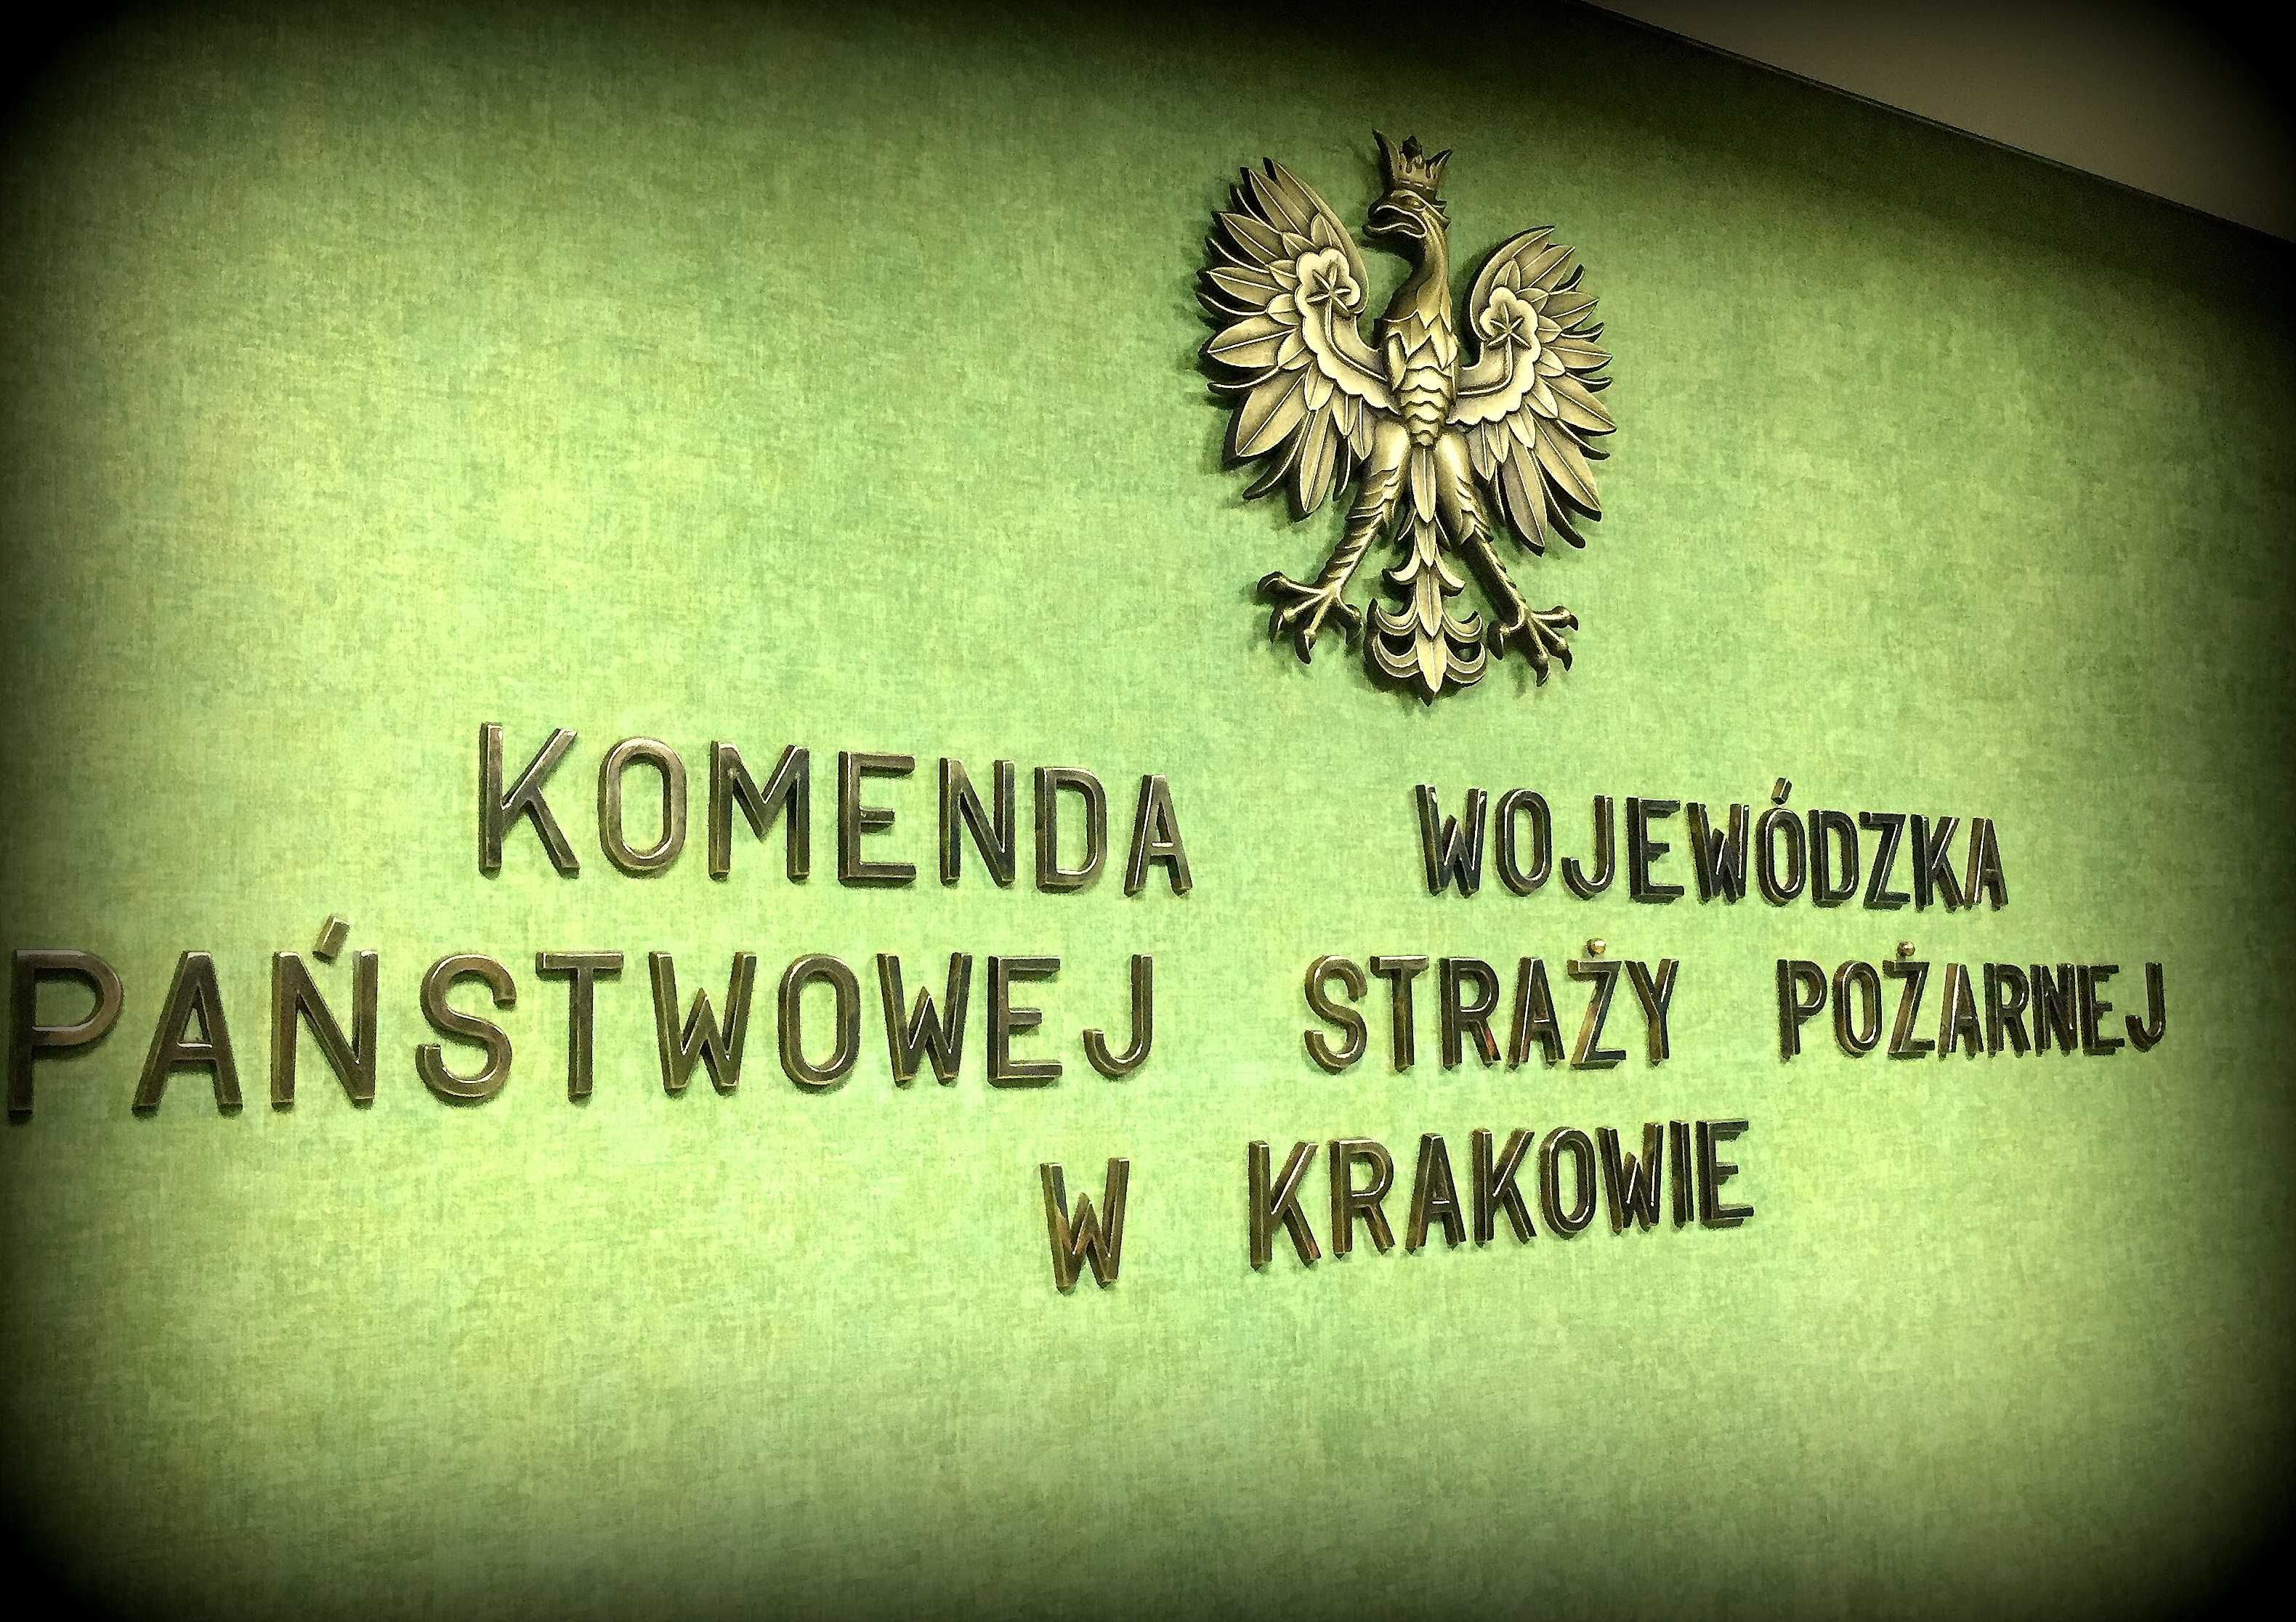 KOMENDA WOJEWÓDZKA
PAŃSTWOWEJ STRAŻY POŻARNEJ
W KRAKOWIE